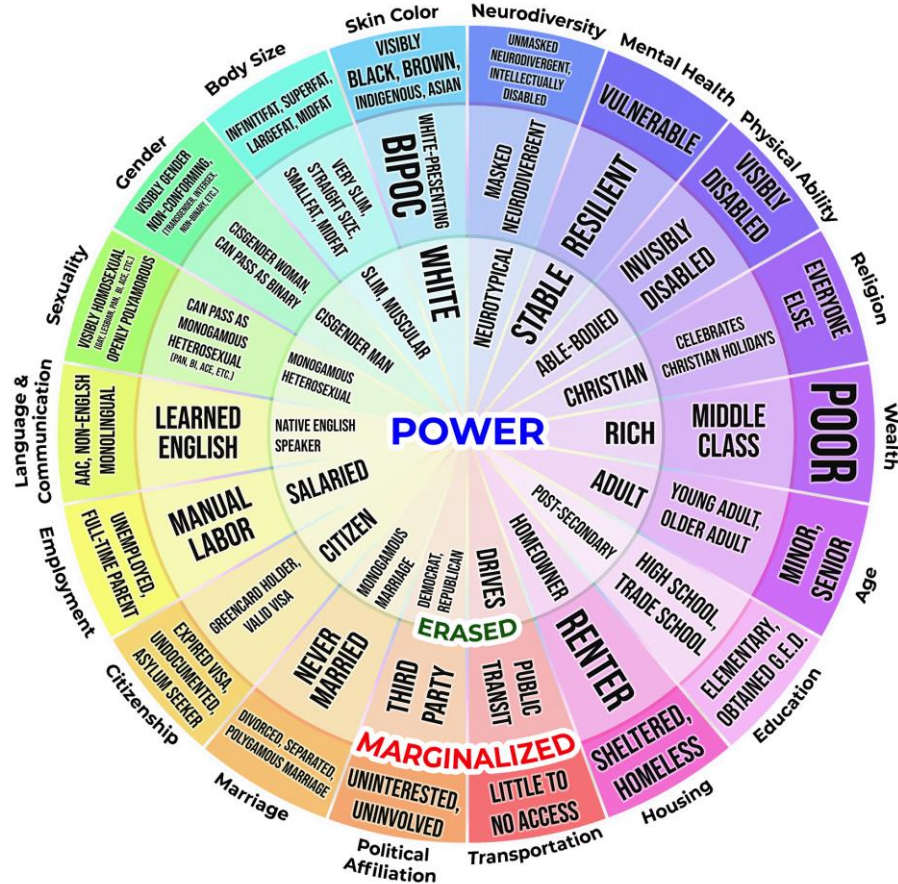 Skin Color
VISIBLY
BLACK, BROWN,
INDIGENOUS, ASIAN
WHITE-PRESENTING
BIPOC
WHITE
Neurodiversity
UNMASKED
NEURODIVERGENT,
INTELLECTUALLY
DISABLED
MASKED
NEURODIVERGENT
NEUROTYPICAL
Mental Health
VULNERABLE
RESILIENT
STABLE
Physical Ability
VISIBLY
DISABLED
INVISIBLY
DISABLED
ABLE-BODIED
Religion
EVERYONE
ELSE
CELEBRATES
CHRISTIAN HOLIDAYS
CHRISTIAN
Wealth
POOR
MIDDLE
CLASS
RICH
Age
MINOR,
SENIOR
YOUNG ADULT,
OLDER ADULT
ADULT
Education
ELEMENTARY,
OBTAINED G.E.D.
HIGH SCHOOL,
TRADE SCHOOL
POST-SECONDARY
Housing
SHELTERED,
HOMELESS
RENTER
HOMEOWNER
Transportation
LITTLE TO
NO ACCESS
PUBLIC
TRANSIT
DRIVES
Political
Affiliation
UNINTERESTED,
UNINVOLVED
THIRD
PARTY
DEMOCRAT,
REPUBLICAN
Marriage
DIVORCED, SEPARATED,
POLYGAMOUS MARRIAGE
NEVER
MARRIED
MONOGAMOUS
MARRIAGE
Citizenship
EXPIRED VISA,
UNDOCUMENTED,
ASYLUM SEEKER
GREENCARD HOLDER,
VALID VISA
CITIZEN
Employment
UNEMPLOYED,
FULL-TIME PARENT
MANUAL
LABOR
SALARIED
Language &
Communication
AAC, NON-ENGLSH
MONOLINGUAL
LEARNED
ENGLISH
NATIVE ENGLISH
SPEAKER
Sexuality
VISIBLY HOMOSEXUAL
(GAY, LESBIAN, PAN, BI, ACE, ETC.)
OPENLY POLYAMOROUS
CAN PASS AS
MONOGAMOUS
HETEROSEXUAL
(PAN, BI, ACE, ETC.)
MONOGAMOUS
HETEROSEXUAL
Gender
VISIBLY GENDER
NON-CONFORMING,
(TRANSGENDER, INTERSEX,
NON-BINARY, ETC.)
CISGENDER WOMAN,
CAN PASS AS BINARY
CISGENDER MAN
Body Size
INFINITIFAT, SUPERFAT,
LARGEFAT, MIDFAT
VERY SLIM,
STRAIGHT SIZE,
SMALLFAT, MIDFAT
SLIM, MUSCULAR
POWER
ERASED
MARGINALIZED